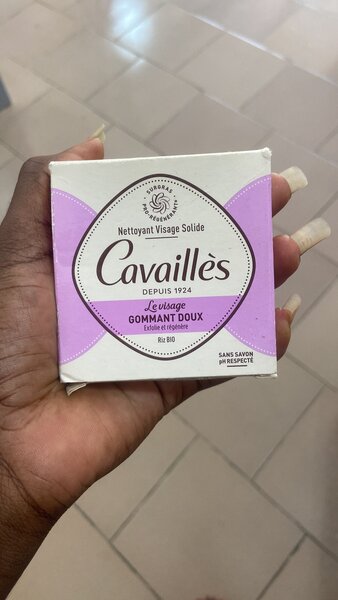 SURGRAS
PRO-RÉGÉNÉRANT*
Nettoyant Visage Solide
Cavaillès
DEPUIS 1924
Le visage
GOMMANT DOUX
Exfolie et régénère
Riz BIO
SANS SAVON
pH RESPECTÉ